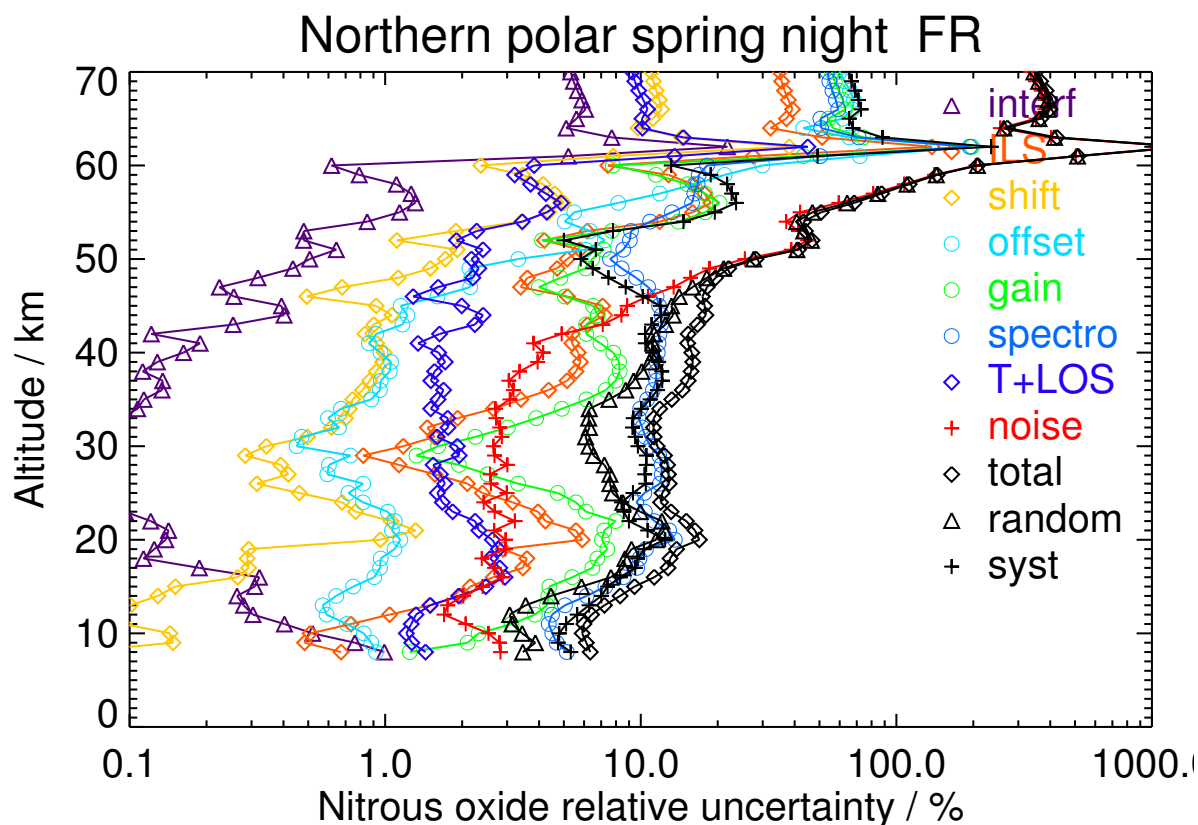 Northern polar spring night FR
70
60
50
40
30
20
10
0
Altitude / km
interf
ILS
shift
offset
gain
spectro
T+LOS
noise
total
random
syst
0.1 1.0 10.0 100.0 1000.0
Nitrous oxide relative uncertainty / %